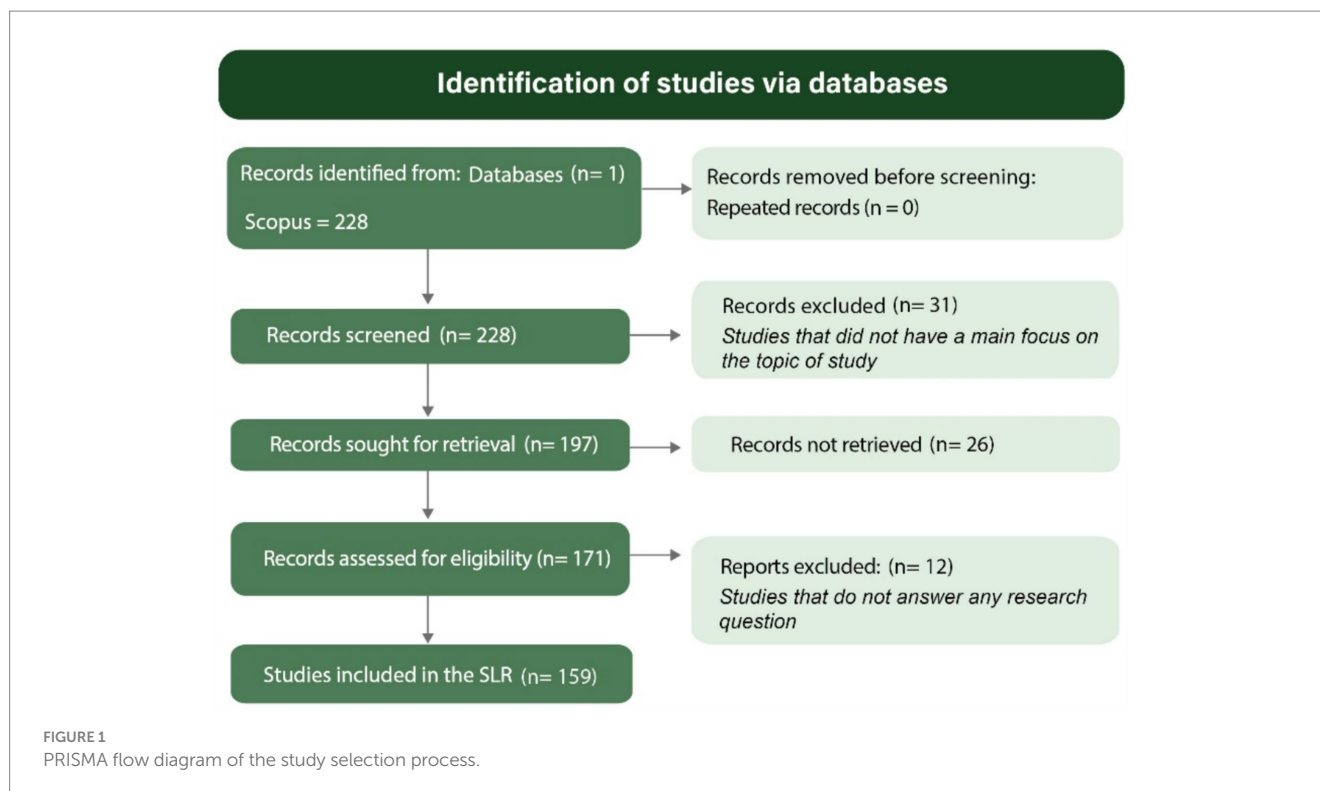 Identification of studies via databases
Records identified from: Databases (n= 1)
Scopus = 228
Records removed before screening:
Repeated records (n = 0)
Records screened (n= 228)
Records excluded (n= 31)
Studies that did not have a main focus on
the topic of study
Records sought for retrieval (n= 197)
Records not retrieved (n= 26)
Records assessed for eligibility (n= 171)
Reports excluded: (n= 12)
Studies that do not answer any research
question
Studies included in the SLR (n= 159)
FIGURE 1
PRISMA flow diagram of the study selection process.